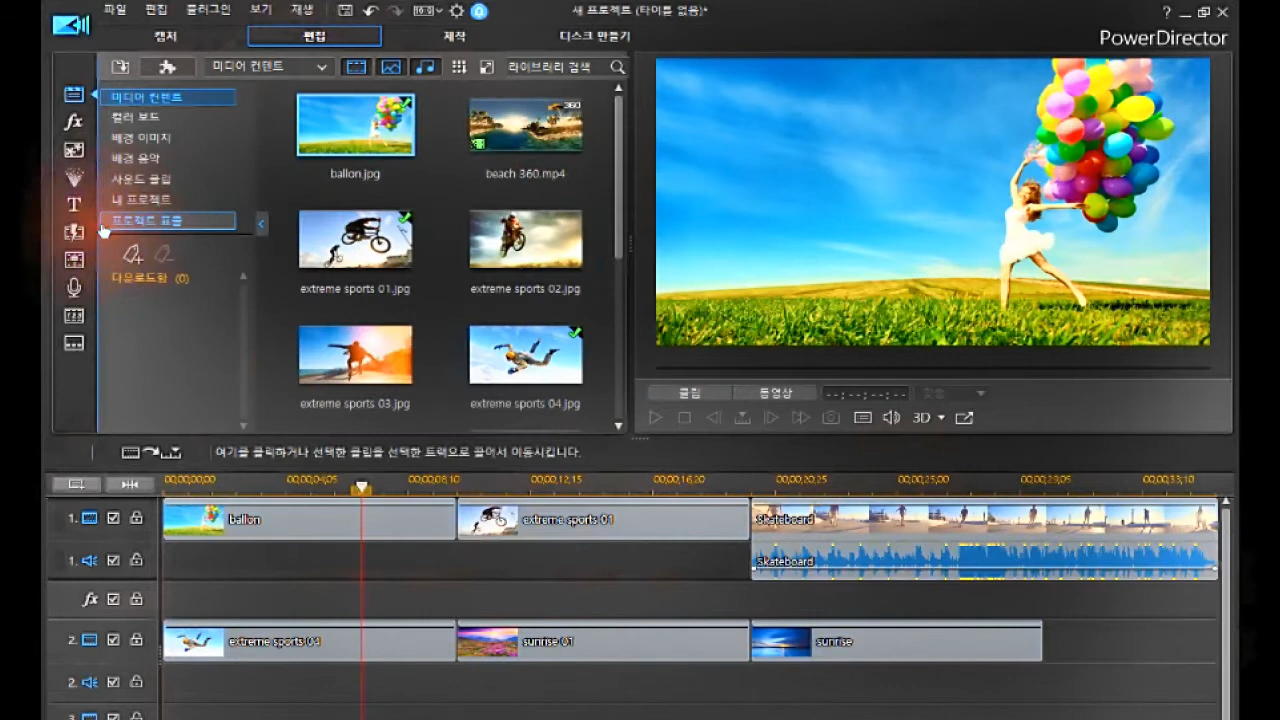 파일 편집 플러그인 보기 재생
새 프로젝트 (타이틀 없음)*
캡처 편집 제작 디스크 만들기
PowerDirector
미디어 컨텐트
라이브러리 검색
미디어 컨텐트
컬러 보드
배경 이미지
배경 음악
사운드 클립
내 프로젝트
프로젝트 표출
다운로드함 (0)
360
ballon.jpg beach 360.mp4
extreme sports 01.jpg extreme sports 02.jpg
extreme sports 03.jpg extreme sports 04.jpg
클립 동영상 --;--;--;--
3D
여기를 클릭하거나 선택한 클립을 선택한 트랙으로 끌어서 이동시킵니다.
00;00;00;00 00;00;04;05 00;00;08;10 00;00;12;15 00;00;16;20 00;00;20;25 00;00;25;00 00;00;29;05 00;00;33;10
1. ballon extreme sports 01 Skateboard
1. Skateboard
fx
2. extreme sports 04 sunrise 01 sunrise
2.
3.